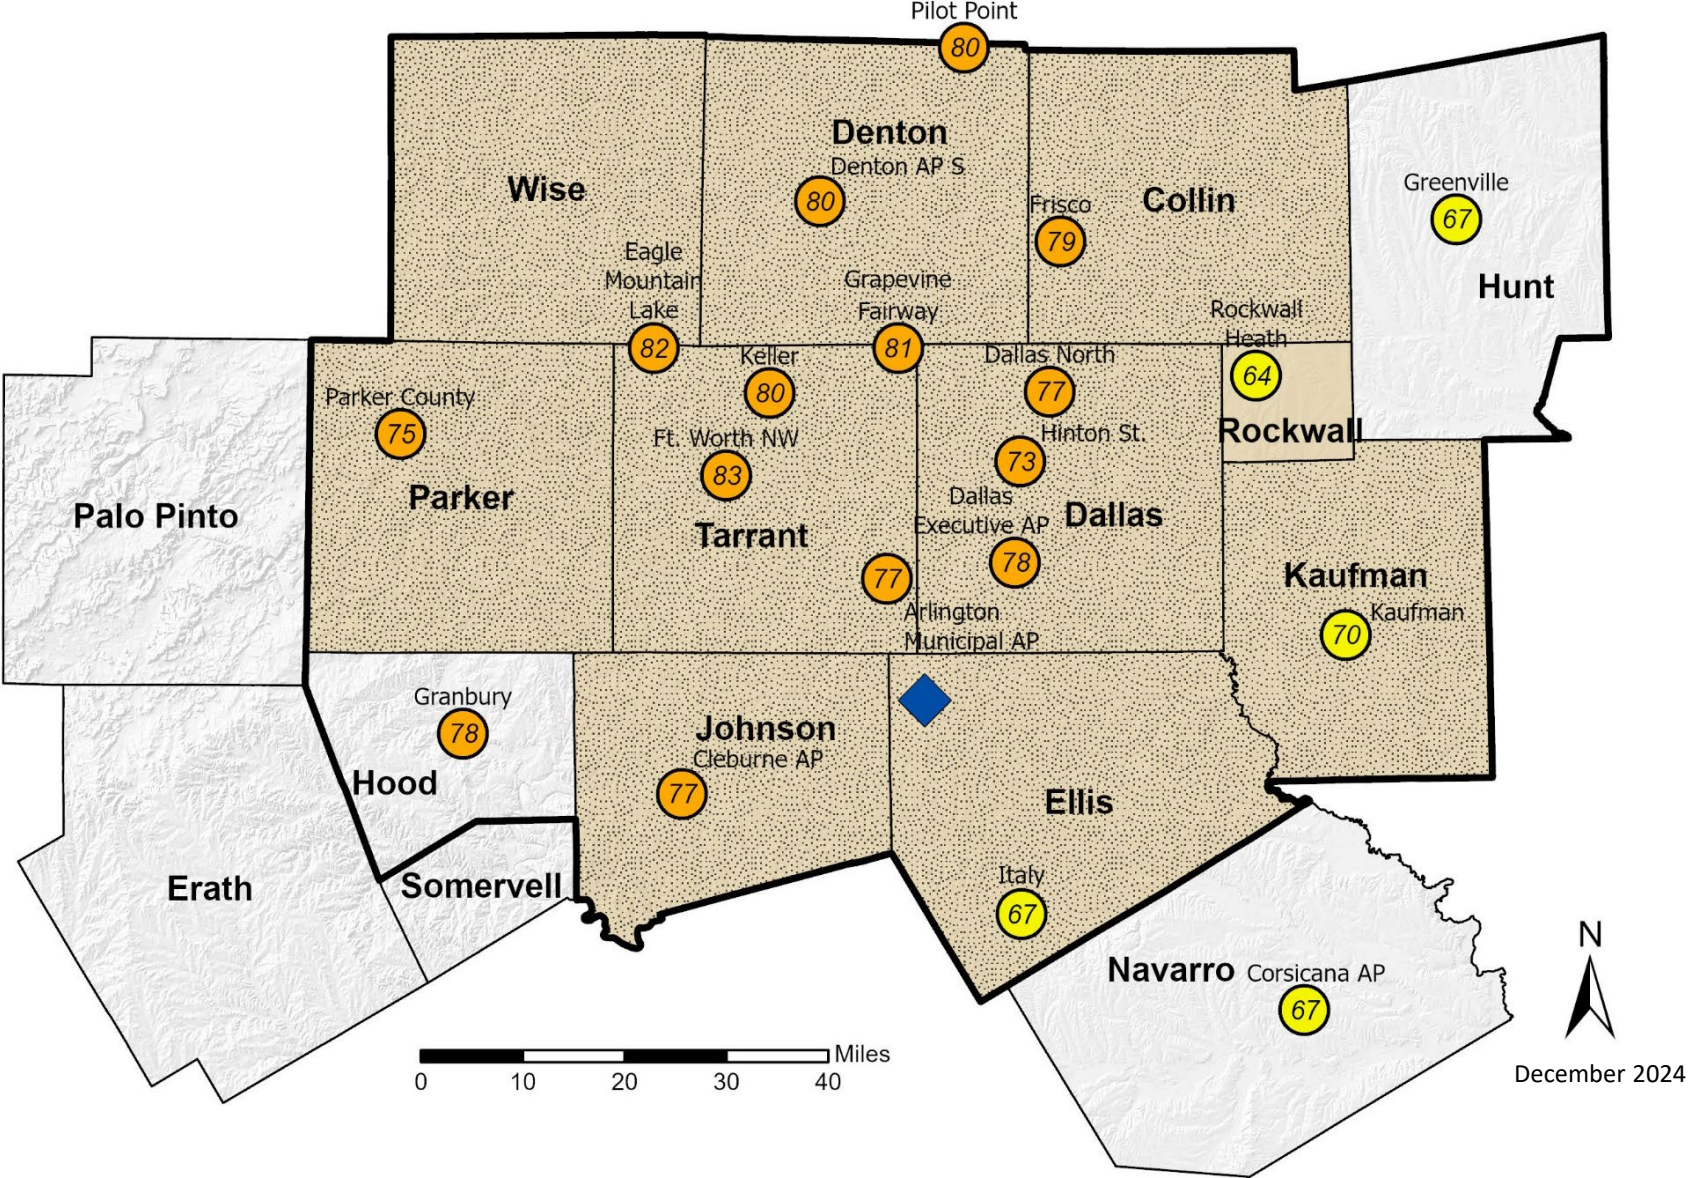 Pilot Point
80
Denton
Denton AP S
80
Wise
Frisco
79
Collin
Greenville
67
Hunt
Eagle
Mountain
Lake
82
Grapevine
Fairway
81
Rockwall
Heath
64
Rockwall
Keller
80
Dallas North
77
Parker County
75
Parker
Ft. Worth NW
83
Tarrant
Hinton St.
73
Dallas
Executive AP
78
Dallas
77
Arlington
Municipal AP
Palo Pinto
Kaufman
Kaufman
70
Granbury
78
Hood
Johnson
Cleburne AP
77
Ellis
Italy
67
Erath
Somervell
Navarro
Corsicana AP
67
N
December 2024
Miles
0 10 20 30 40